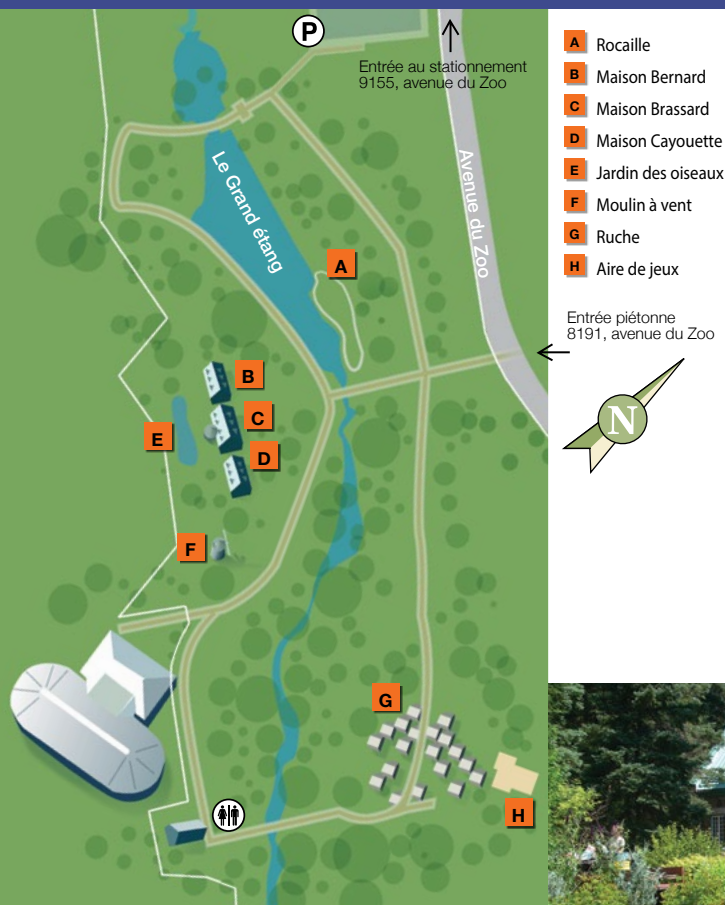 P
Entrée au stationnement
9155, avenue du Zoo
Avenue du Zoo
Le Grand étang
A
B
C
D
E
F
G
H
A Rocaille
B Maison Bernard
C Maison Brassard
D Maison Cayouette
E Jardin des oiseaux
F Moulin à vent
G Ruche
H Aire de jeux
Entrée piétonne
8191, avenue du Zoo
N